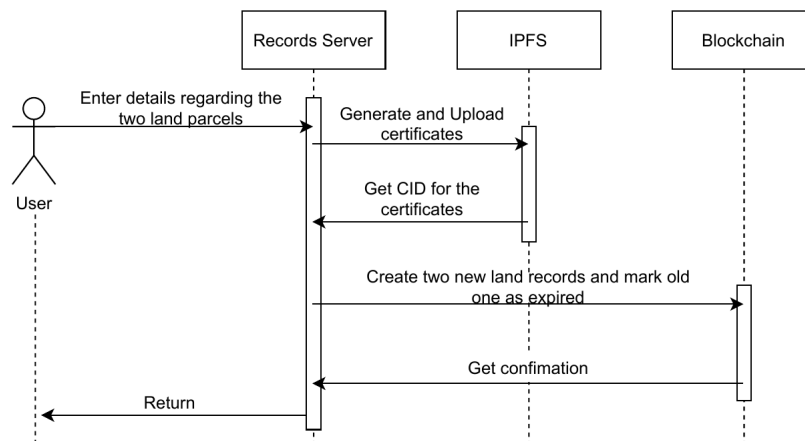 Records Server
IPFS
Blockchain
Enter details regarding the
two land parcels
Generate and Upload
certificates
User
Get CID for the
certificates
Create two new land records and mark old
one as expired
Get confimation
Return